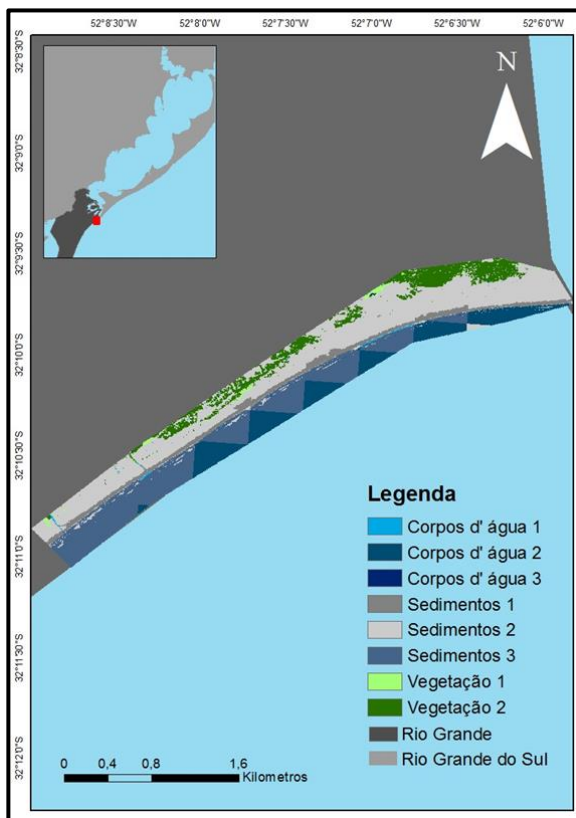 52°8'30"W 52°8'0"W 52°7'30"W 52°7'0"W 52°6'30"W 52°6'0"W
32°8'30"S
32°9'0"S
32°9'30"S
32°10'0"S
32°10'30"S
32°11'0"S
32°11'30"S
32°12'0"S
N
Legenda
Corpos d' água 1
Corpos d' água 2
Corpos d' água 3
Sedimentos 1
Sedimentos 2
Sedimentos 3
Vegetação 1
Vegetação 2
Rio Grande
Rio Grande do Sul
0 0,4 0,8 1,6
Kilometros